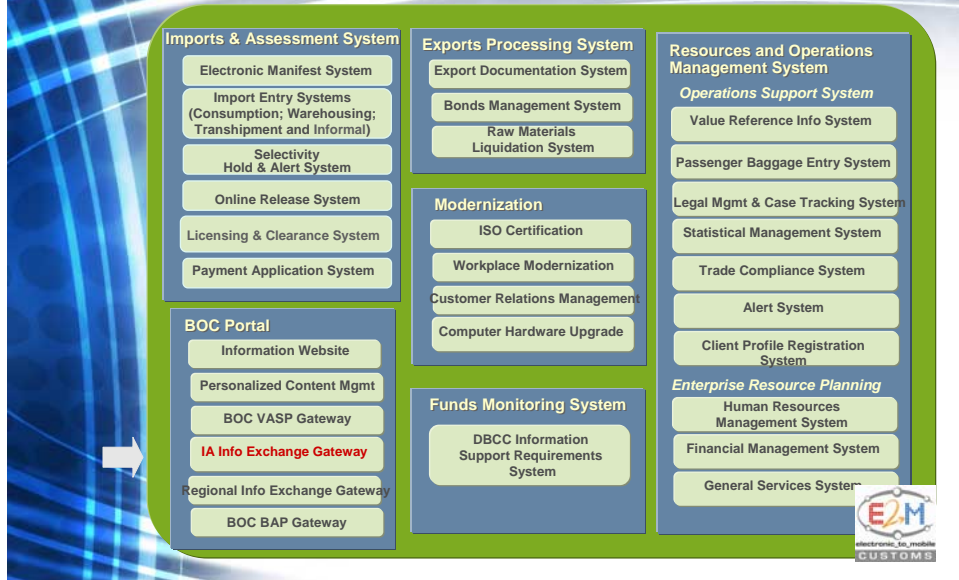 Imports & Assessment System
Electronic Manifest System
Import Entry Systems
(Consumption; Warehousing;
Transhipment and Informal)
Selectivity
Hold & Alert System
Online Release System
Licensing & Clearance System
Payment Application System
BOC Portal
Information Website
Personalized Content Mgmt
BOC VASP Gateway
IA Info Exchange Gateway
Regional Info Exchange Gateway
BOC BAP Gateway
Exports Processing System
Export Documentation System
Bonds Management System
Raw Materials
Liquidation System
Modernization
ISO Certification
Workplace Modernization
Customer Relations Management
Computer Hardware Upgrade
Funds Monitoring System
DBCC Information
Support Requirements
System
Resources and Operations
Management System
Operations Support System
Value Reference Info System
Passenger Baggage Entry System
Legal Mgmt & Case Tracking System
Statistical Management System
Trade Compliance System
Alert System
Client Profile Registration
System
Enterprise Resource Planning
Human Resources
Management System
Financial Management System
General Services System
E2M
electronic_to_mobile
CUSTOMS